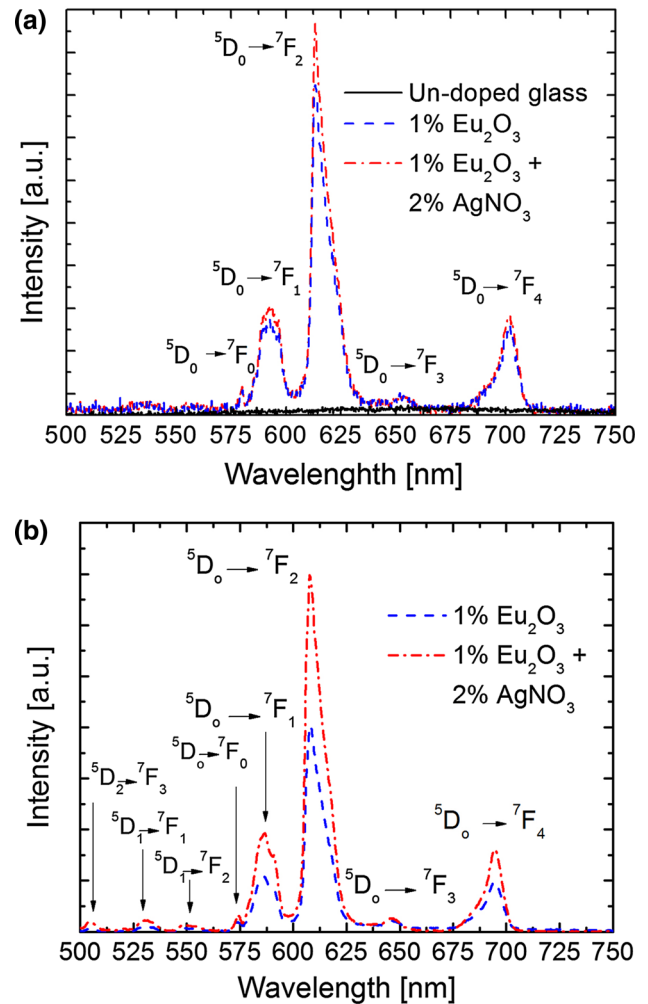 (a)
⁵D₀→⁷F₂
Un-doped glass
1% Eu₂O₃
1% Eu₂O₃ +
2% AgNO₃
⁵D₀→⁷F₁
⁵D₀→⁷F₄
⁵D₀→⁷F₀
⁵D₀→⁷F₃
Intensity [a.u.]
500 525 550 575 600 625 650 675 700 725 750
Wavelenghth [nm]
(b)
⁵Dₒ→⁷F₂
1% Eu₂O₃
1% Eu₂O₃ +
2% AgNO₃
⁵Dₒ→⁷F₁
⁵Dₒ→⁷F₀
⁵D₂→⁷F₃
⁵D₁→⁷F₁
⁵D₁→⁷F₂
⁵Dₒ→⁷F₄
⁵Dₒ→⁷F₃
Intensity [a.u.]
500 525 550 575 600 625 650 675 700 725 750
Wavelength [nm]